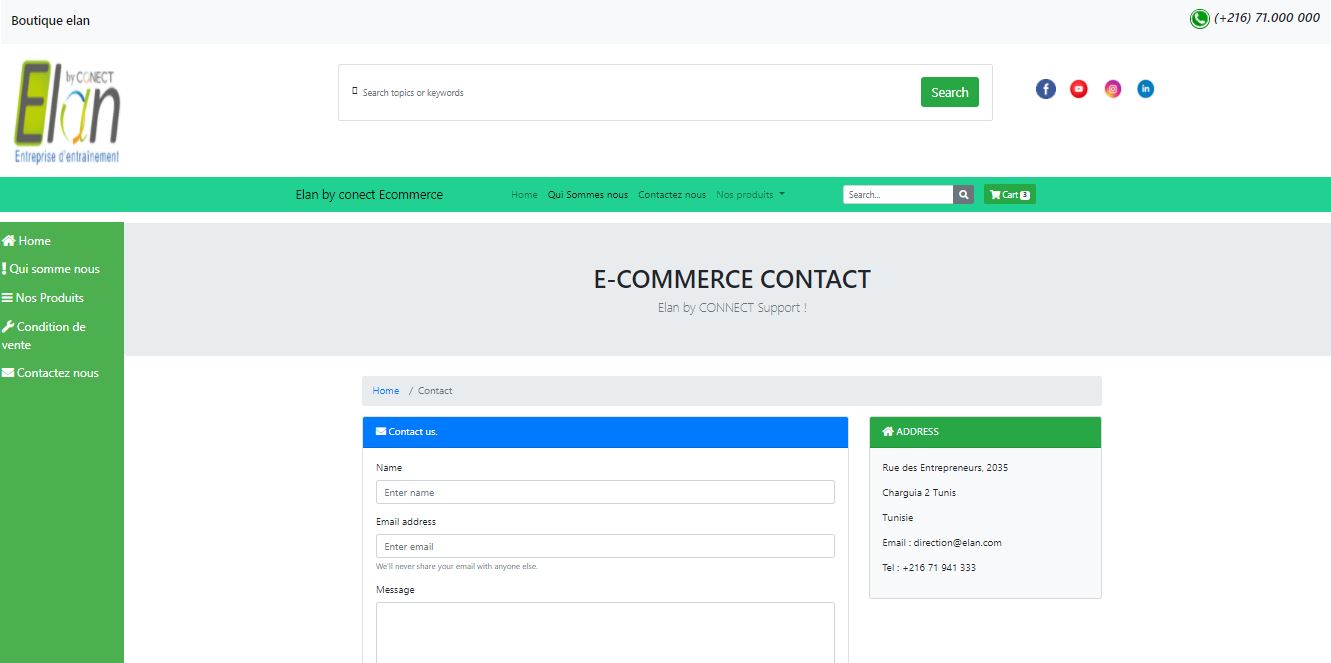 Boutique elan
(+216) 71.000 000
Elan
by CONECT
Entreprise d'entraînement
Search topics or keywords
Search
Elan by conect Ecommerce
Home
Qui Sommes nous
Contactez nous
Nos produits
Search...
Cart 3
Home
Qui somme nous
Nos Produits
Condition de
vente
Contactez nous
E-COMMERCE CONTACT
Elan by CONNECT Support !
Home / Contact
Contact us.
Name
Enter name
Email address
Enter email
We'll never share your email with anyone else.
Message
ADDRESS
Rue des Entrepreneurs, 2035
Charguia 2 Tunis
Tunisie
Email : direction@elan.com
Tel : +216 71 941 333